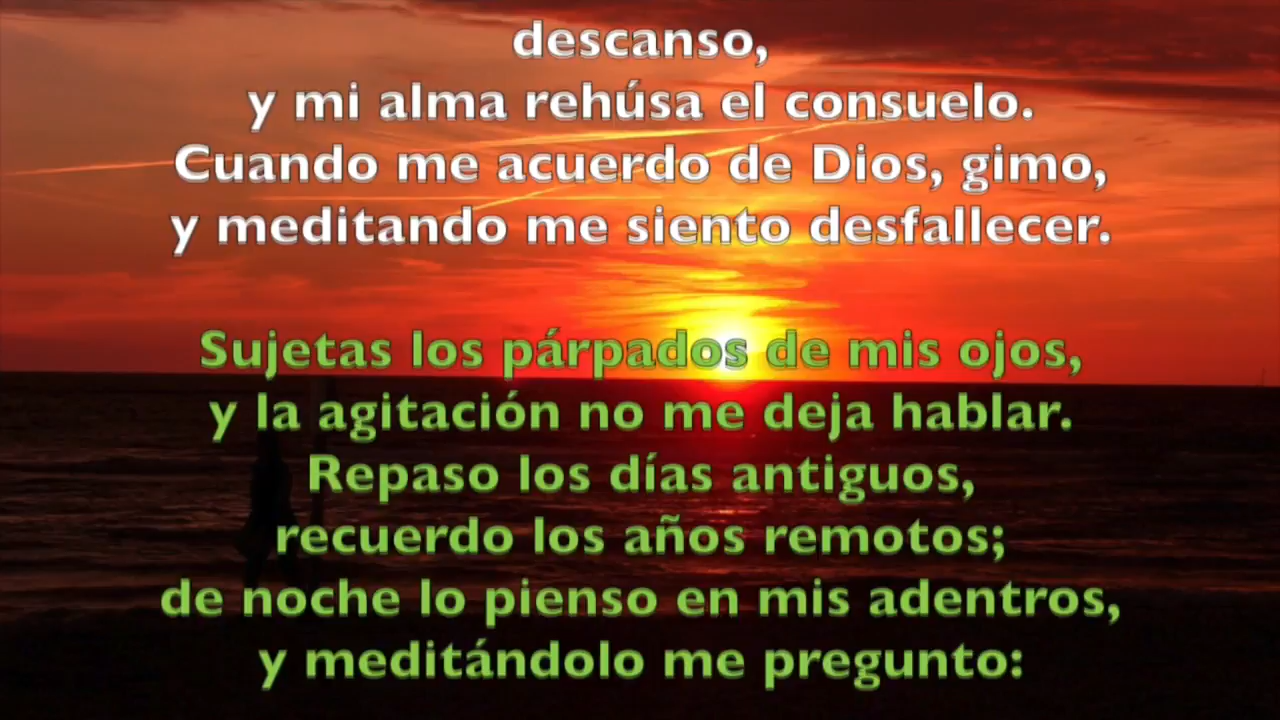 descanso,
y mi alma rehúsa el consuelo.
Cuando me acuerdo de Dios, gimo,
y meditando me siento desfallecer.
Sujetas los párpados de mis ojos,
y la agitación no me deja hablar.
Repaso los días antiguos,
recuerdo los años remotos;
de noche lo pienso en mis adentros,
y meditándolo me pregunto: